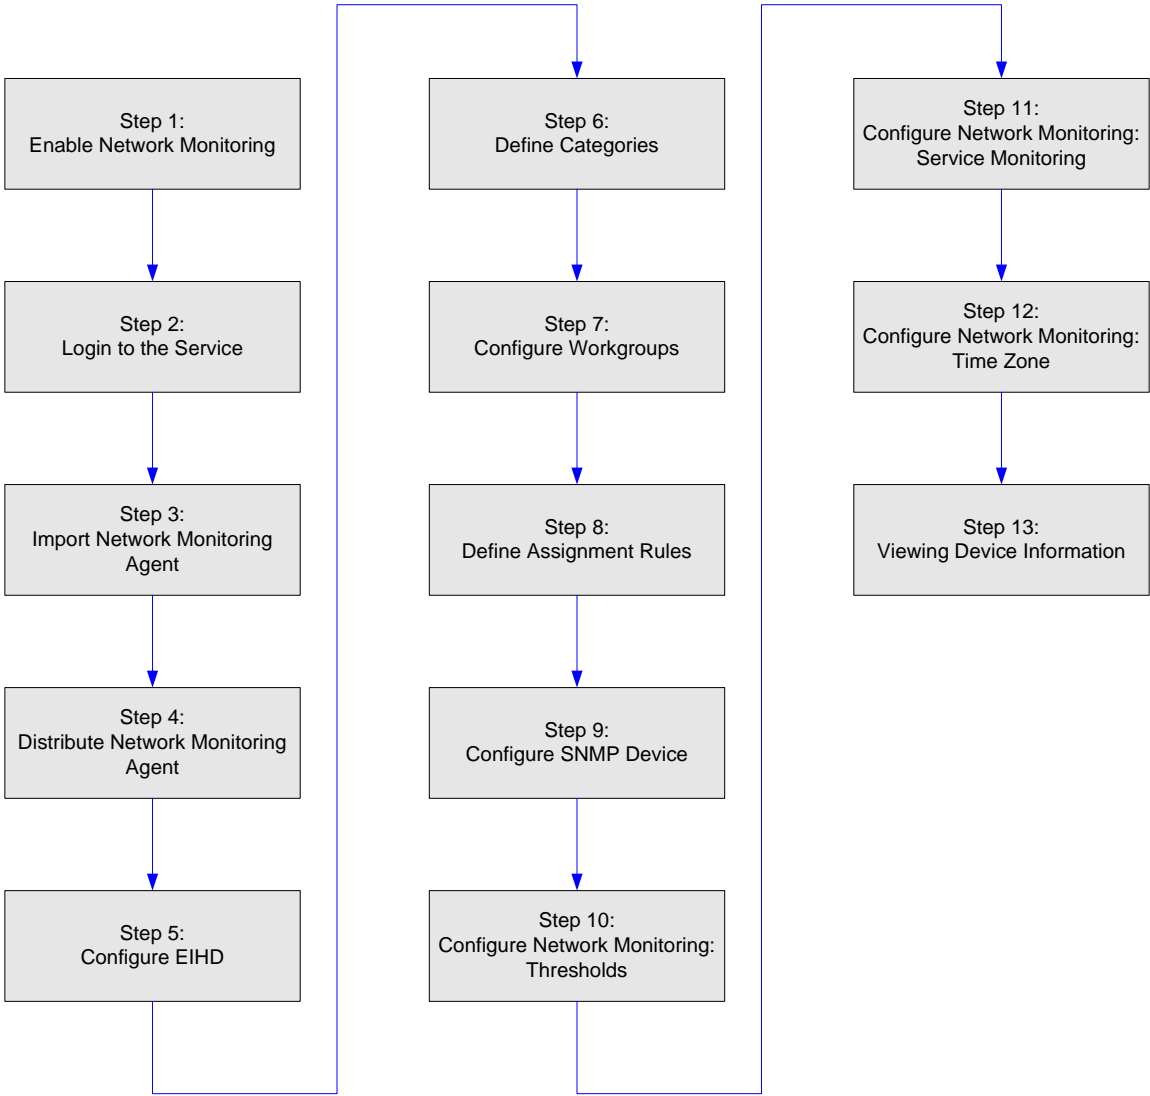 Step 1:
Enable Network Monitoring
Step 2:
Login to the Service
Step 3:
Import Network Monitoring
Agent
Step 4:
Distribute Network Monitoring
Agent
Step 5:
Configure EIHD
Step 6:
Define Categories
Step 7:
Configure Workgroups
Step 8:
Define Assignment Rules
Step 9:
Configure SNMP Device
Step 10:
Configure Network Monitoring:
Thresholds
Step 11:
Configure Network Monitoring:
Service Monitoring
Step 12:
Configure Network Monitoring:
Time Zone
Step 13:
Viewing Device Information